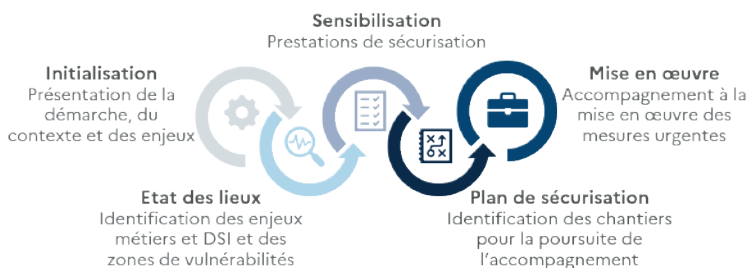 Sensibilisation
Prestations de sécurisation
Initialisation
Présentation de la
démarche, du
contexte et des enjeux
Mise en œuvre
Accompagnement à la
mise en œuvre des
mesures urgentes
Etat des lieux
Identification des enjeux
métiers et DSI et des
zones de vulnérabilités
Plan de sécurisation
Identification des chantiers
pour la poursuite de
l’accompagnement